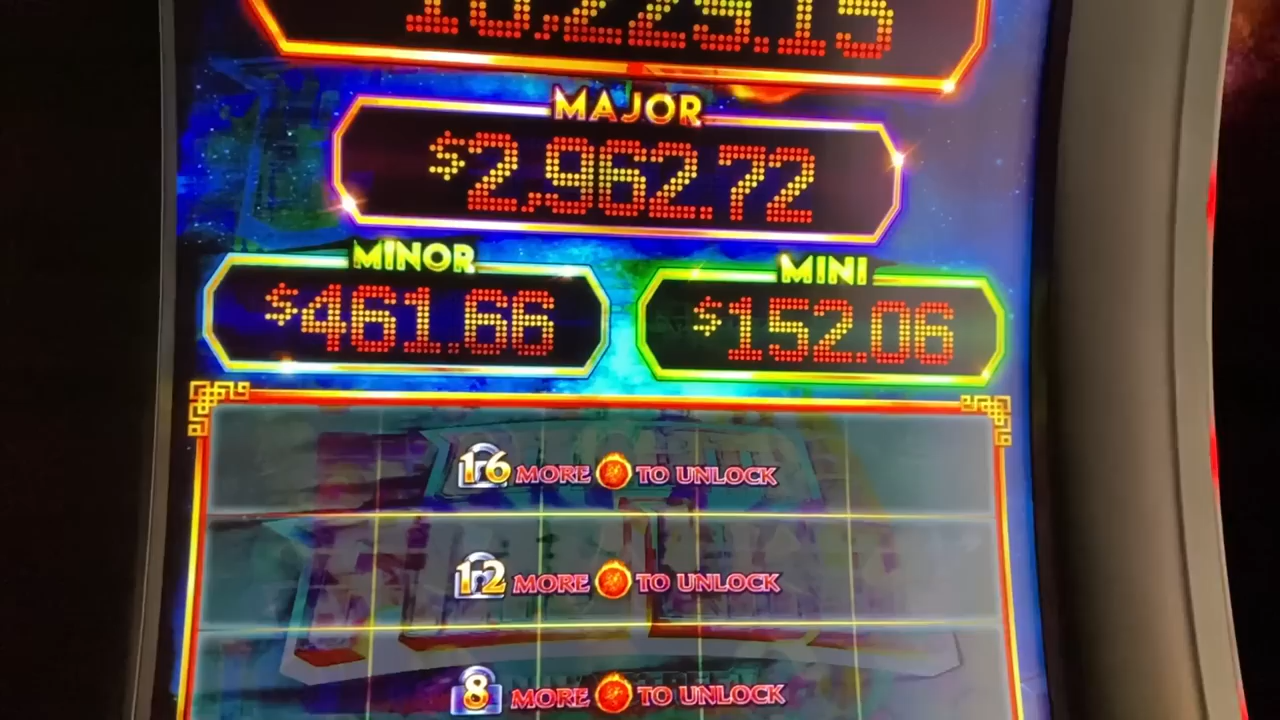 MAJOR
$2,962.72
MINOR
$461.66
MINI
$152.06
16 MORE TO UNLOCK
12 MORE TO UNLOCK
8 MORE TO UNLOCK